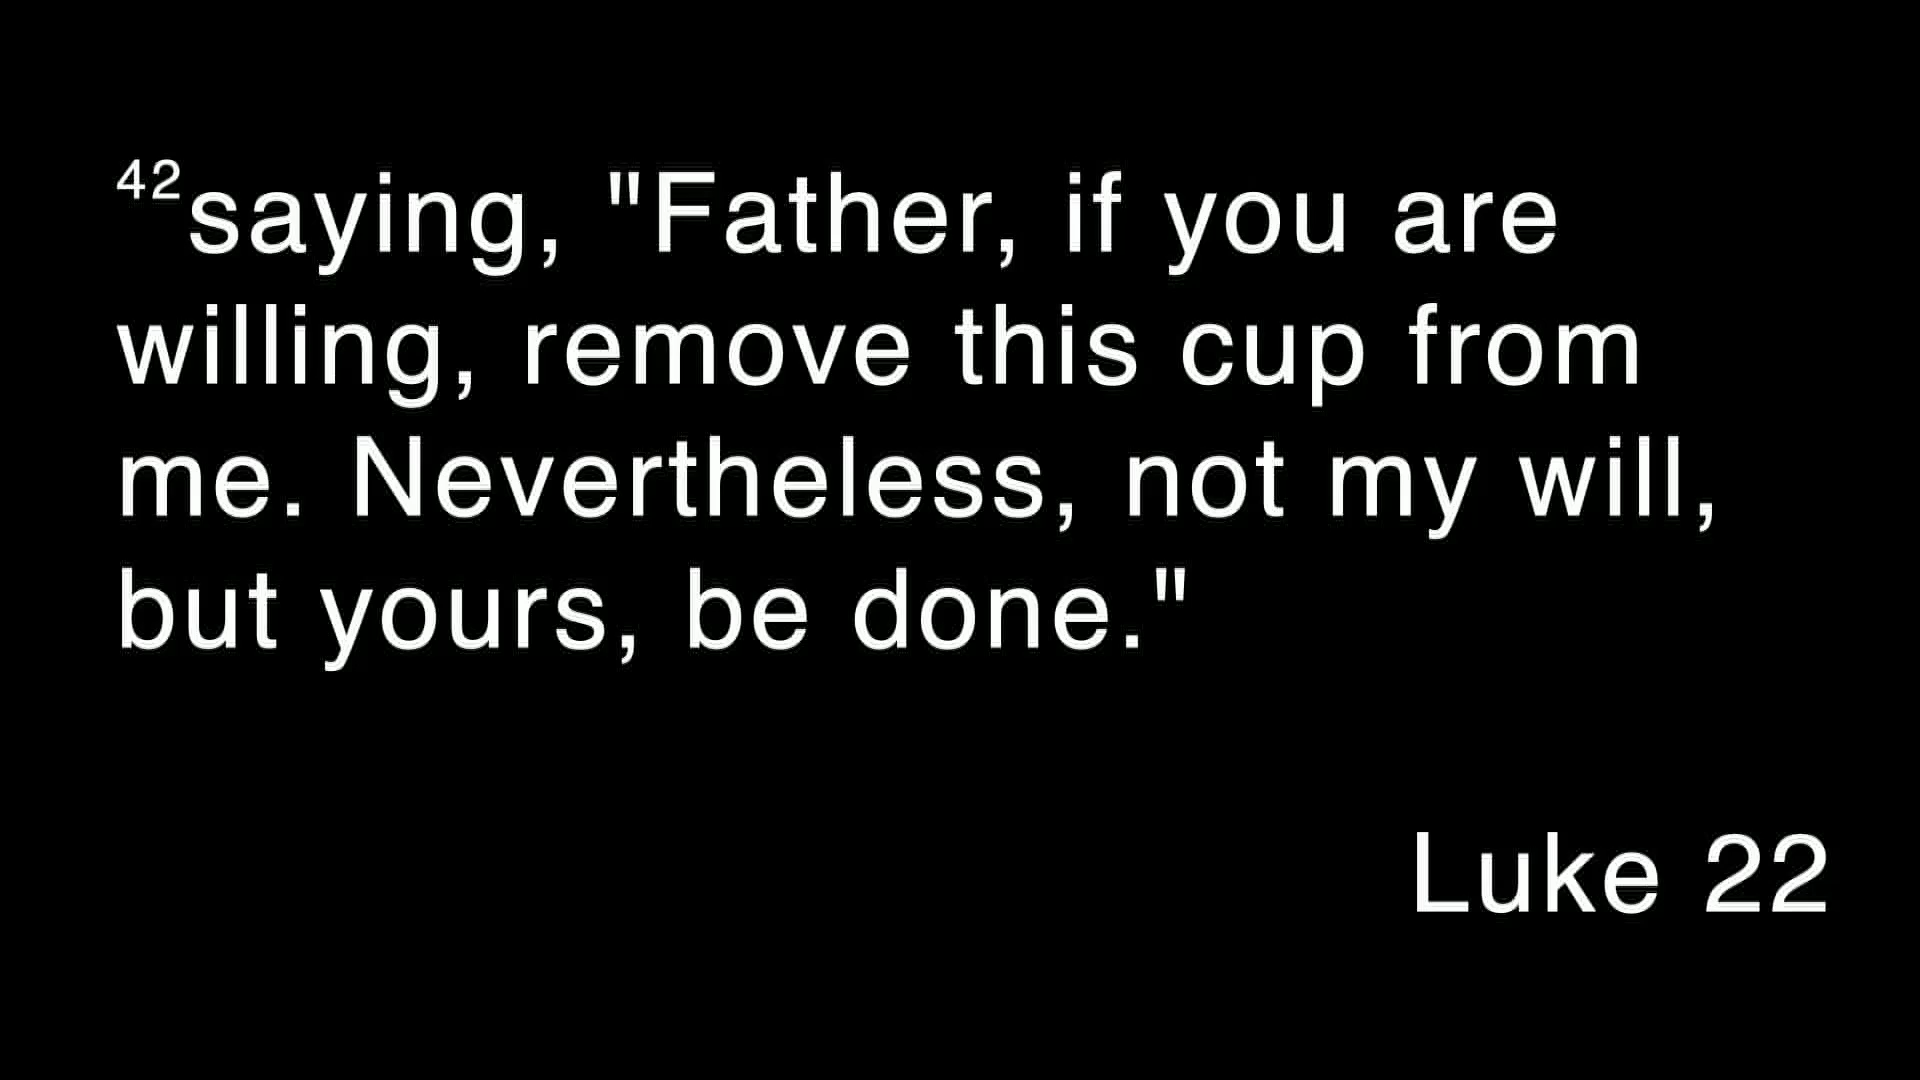 42saying, "Father, if you are
willing, remove this cup from
me. Nevertheless, not my will,
but yours, be done."
Luke 22